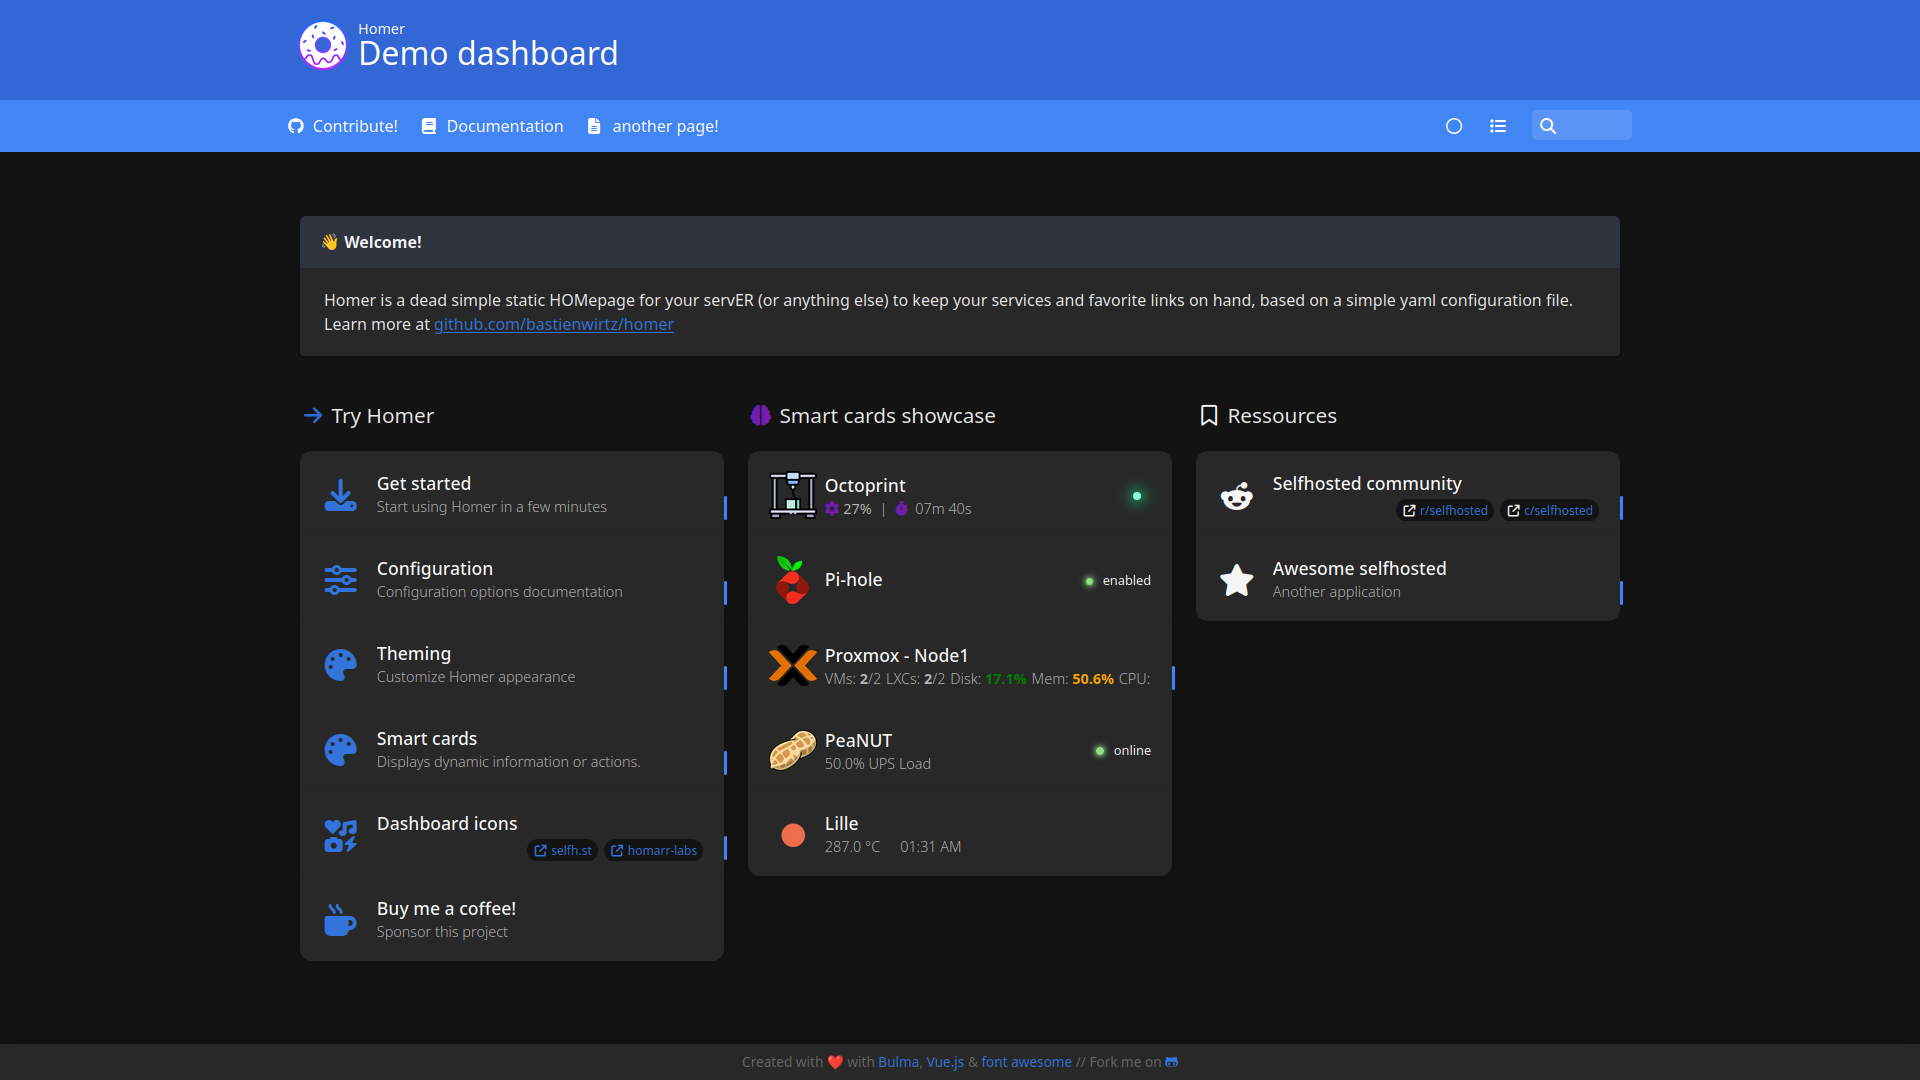 Homer
Demo dashboard
Contribute!
Documentation
another page!
👋 Welcome!
Homer is a dead simple static HOMepage for your servER (or anything else) to keep your services and favorite links on hand, based on a simple yaml configuration file.
Learn more at github.com/bastienwirtz/homer
Try Homer
Get started
Start using Homer in a few minutes
Configuration
Configuration options documentation
Theming
Customize Homer appearance
Smart cards
Displays dynamic information or actions.
Dashboard icons
selfh.st
homarr-labs
Buy me a coffee!
Sponsor this project
Smart cards showcase
Octoprint
27% | 07m 40s
Pi-hole
enabled
Proxmox - Node1
VMs: 2/2 LXCs: 2/2 Disk: 17.1% Mem: 50.6% CPU:
PeaNUT
50.0% UPS Load
online
Lille
287.0 °C 01:31 AM
Ressources
Selfhosted community
r/selfhosted
c/selfhosted
Awesome selfhosted
Another application
Created with ❤️ with Bulma, Vue.js & font awesome // Fork me on